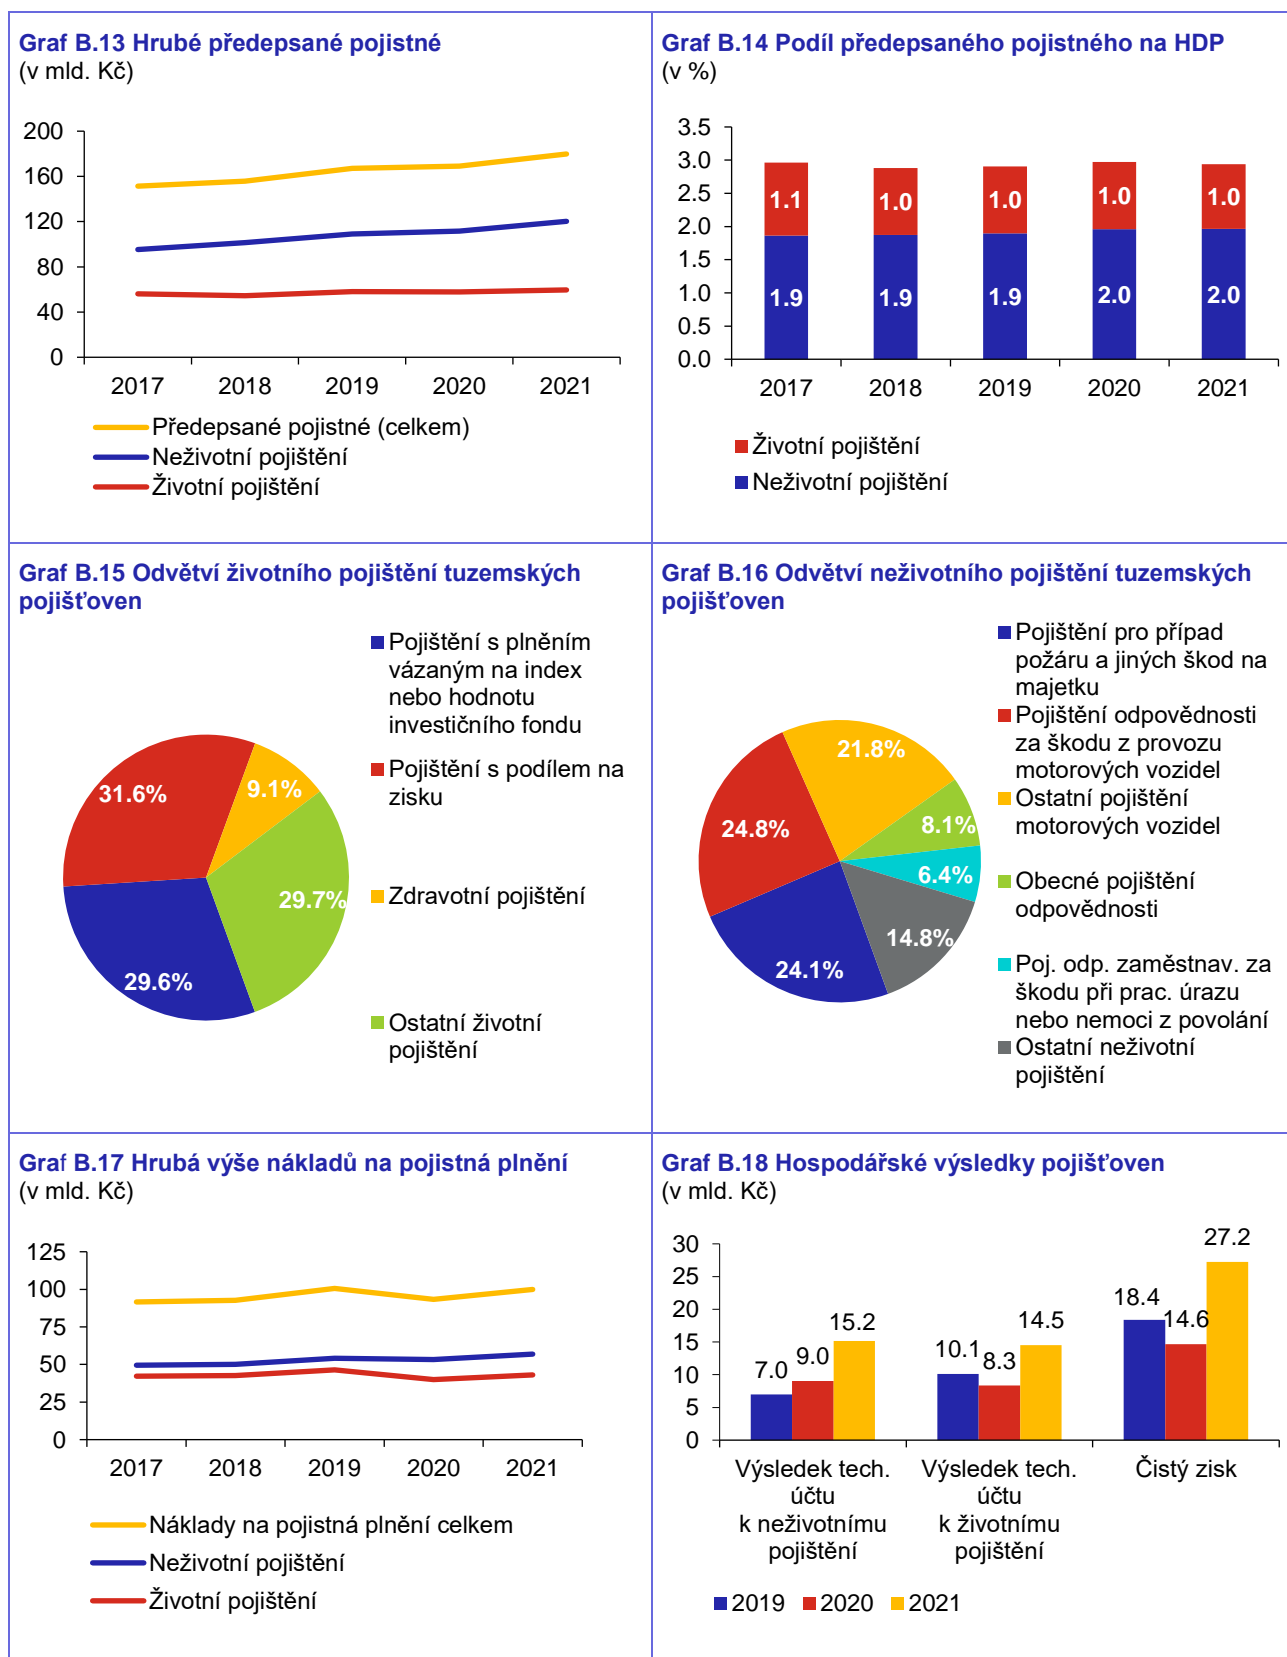 Graf B.13 Hrubé předepsané pojistné
(v mld. Kč)
200
160
120
80
40
0
2017 2018 2019 2020 2021
Předepsané pojistné (celkem)
Neživotní pojištění
Životní pojištění
Graf B.14 Podíl předepsaného pojistného na HDP
(v %)
3.5
3.0
2.5
2.0
1.5
1.0
0.5
0.0
1.1 1.0 1.0 1.0 1.0
1.9 1.9 1.9 2.0 2.0
2017 2018 2019 2020 2021
Životní pojištění
Neživotní pojištění
Graf B.15 Odvětví životního pojištění tuzemských
pojišťoven
31.6%
9.1%
29.7%
29.6%
Pojištění s plněním
vázaným na index
nebo hodnotu
investičního fondu
Pojištění s podílem na
zisku
Zdravotní pojištění
Ostatní životní
pojištění
Graf B.16 Odvětví neživotního pojištění tuzemských
pojišťoven
21.8%
24.8%
8.1%
6.4%
14.8%
24.1%
Pojištění pro případ
požáru a jiných škod na
majetku
Pojištění odpovědnosti
za škodu z provozu
motorových vozidel
Ostatní pojištění
motorových vozidel
Obecné pojištění
odpovědnosti
Poj. odp. zaměstnav. za
škodu při prac. úrazu
nebo nemoci z povolání
Ostatní neživotní
pojištění
Graf B.17 Hrubá výše nákladů na pojistná plnění
(v mld. Kč)
125
100
75
50
25
0
2017 2018 2019 2020 2021
Náklady na pojistná plnění celkem
Neživotní pojištění
Životní pojištění
Graf B.18 Hospodářské výsledky pojišťoven
(v mld. Kč)
30
25
20
15
10
5
0
7.0 9.0 15.2
10.1 8.3 14.5
18.4 14.6 27.2
Výsledek tech.
účtu
k neživotnímu
pojištění
Výsledek tech.
účtu
k životnímu
pojištění
Čistý zisk
2019 2020 2021